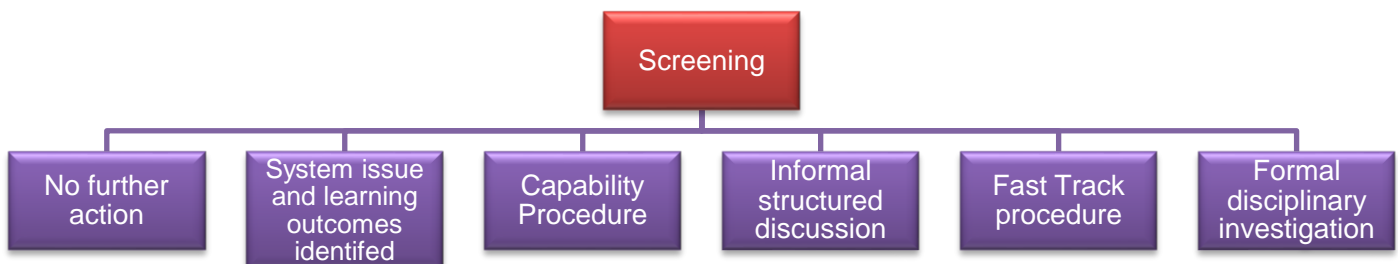 Screening
No further
action
System issue
and learning
outcomes
identifed
Capability
Procedure
Informal
structured
discussion
Fast Track
procedure
Formal
disciplinary
investigation